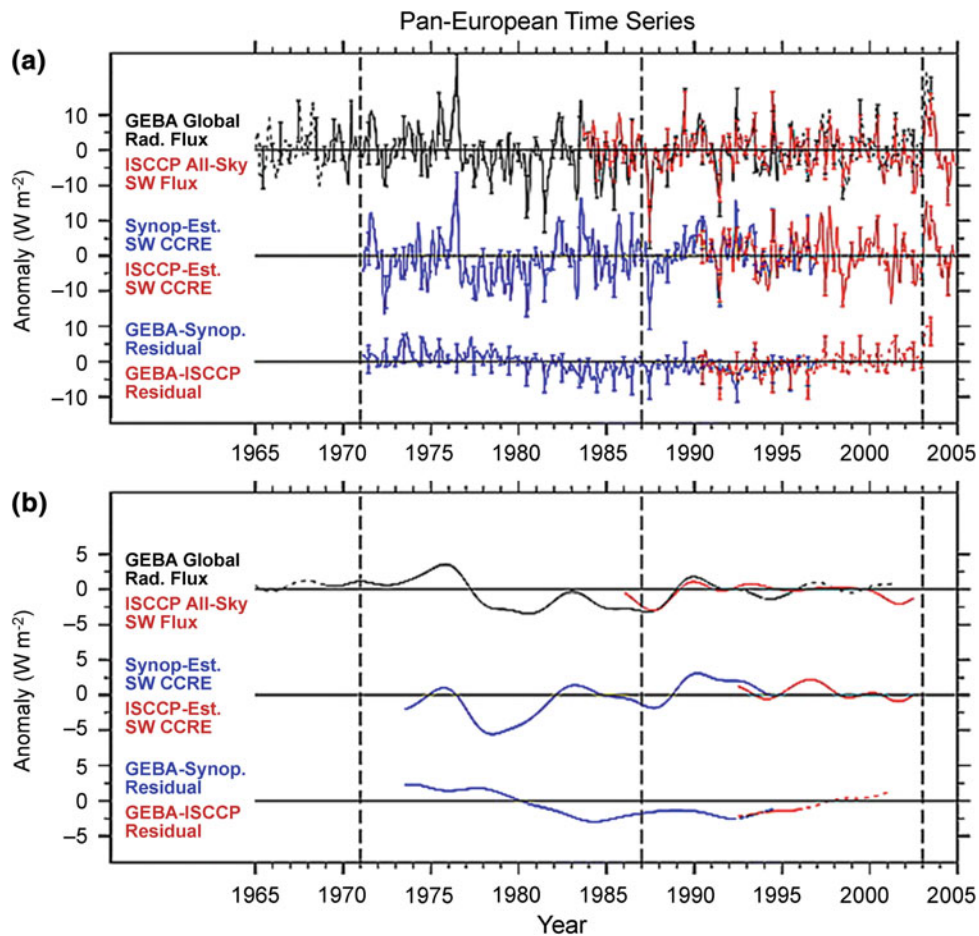 Pan-European Time Series
(a)
Anomaly (W m-2)
10
0
–10
10
0
–10
10
0
–10
GEBA Global
Rad. Flux
ISCCP All-Sky
SW Flux
Synop-Est.
SW CCRE
ISCCP-Est.
SW CCRE
GEBA-Synop.
Residual
GEBA-ISCCP
Residual
1965 1970 1975 1980 1985 1990 1995 2000 2005
(b)
Anomaly (W m-2)
5
0
–5
5
0
–5
5
0
–5
GEBA Global
Rad. Flux
ISCCP All-Sky
SW Flux
Synop-Est.
SW CCRE
ISCCP-Est.
SW CCRE
GEBA-Synop.
Residual
GEBA-ISCCP
Residual
1965 1970 1975 1980 1985 1990 1995 2000 2005
Year